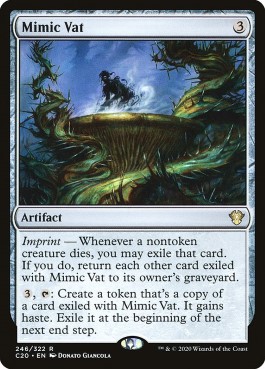 Mimic Vat 3
Artifact
Imprint — Whenever a nontoken
creature dies, you may exile that card.
If you do, return each other card exiled
with Mimic Vat to its owner's graveyard.
3, T: Create a token that's a copy of
a card exiled with Mimic Vat. It gains
haste. Exile it at the beginning of the
next end step.
246/322 R
C20 • EN Donato Giancola ™ & © 2020 Wizards of the Coast